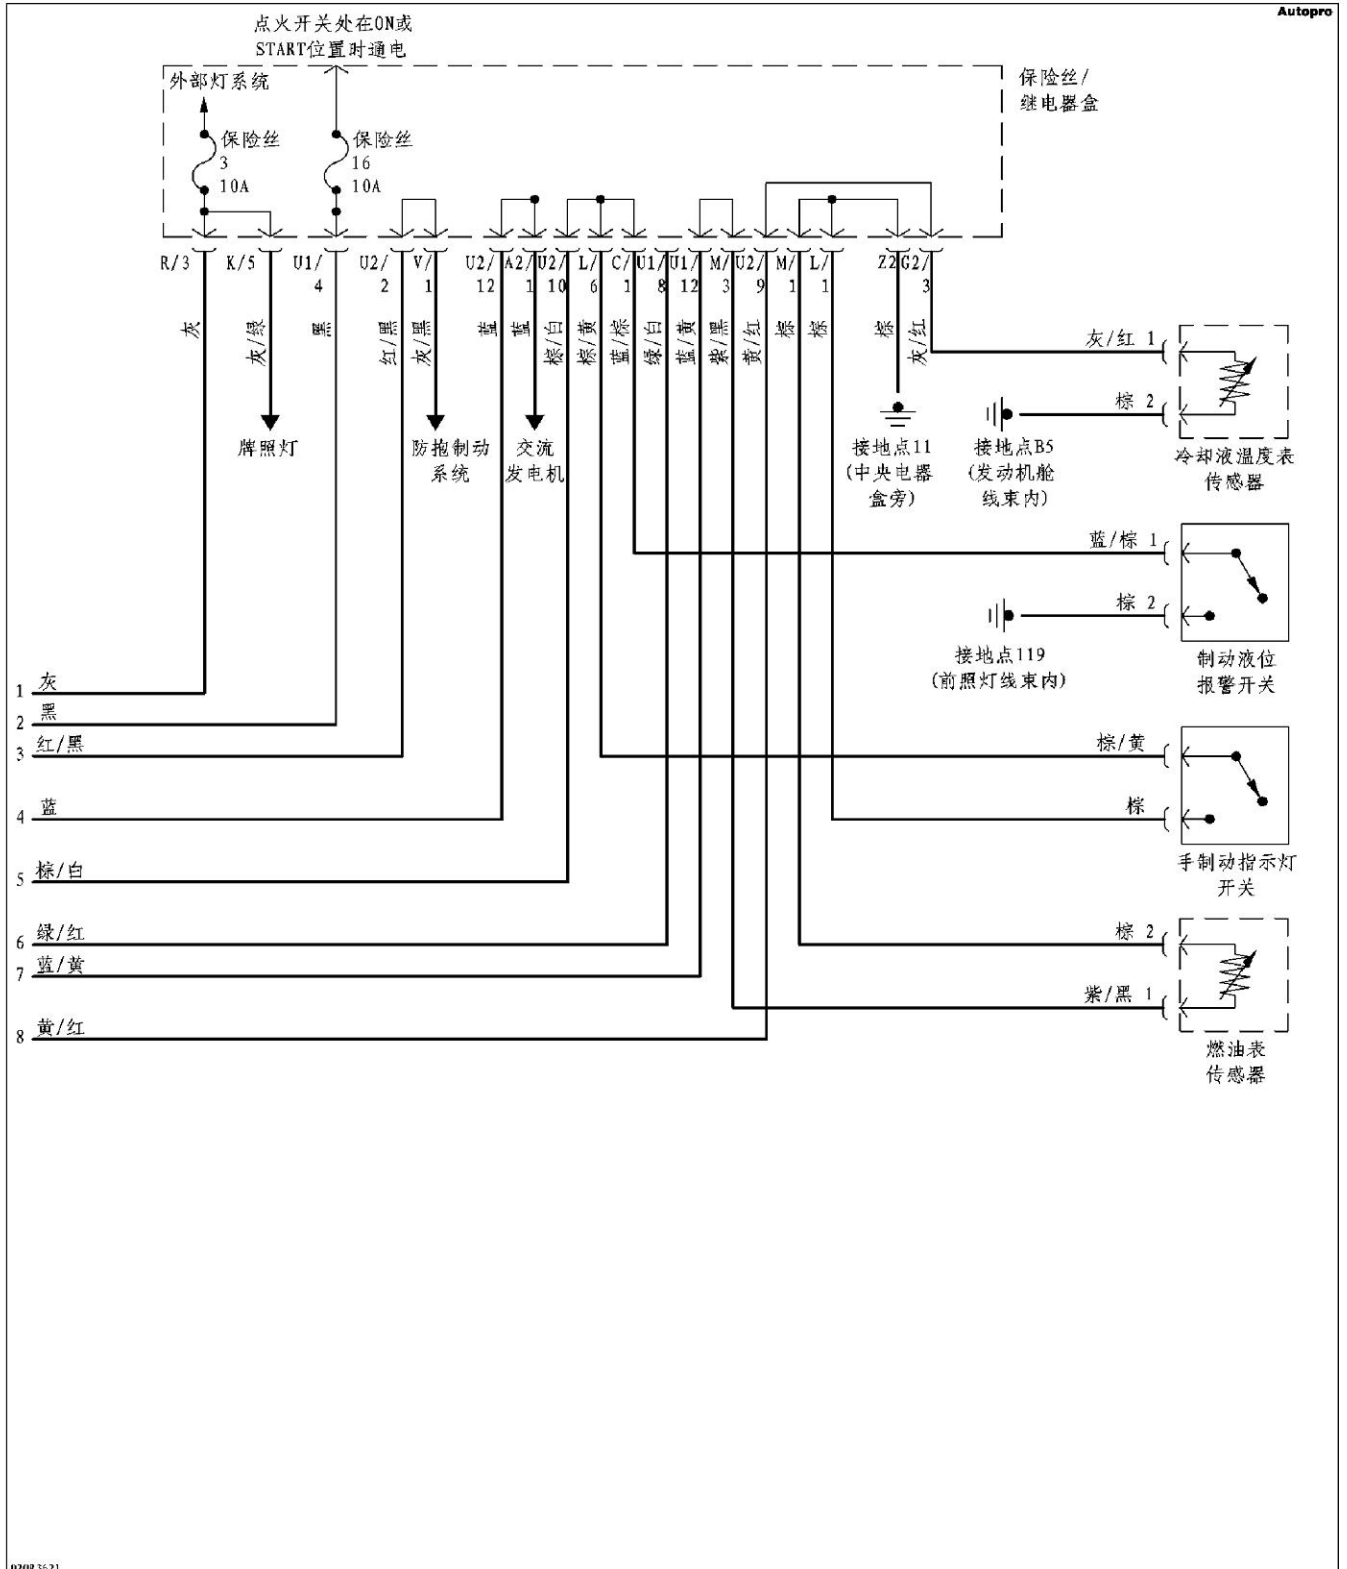 Autopro
点火开关处在ON或
START位置时通电
外部灯系统
保险丝/
继电器盒
保险丝
3
10A
保险丝
16
10A
R/3
K/5
U1/
4
U2/
2
V/
1
U2/
12
A2/
1
U2/
10
L/
6
C/
1
U1/
8
U1/
12
M/
3
U2/
9
M/
1
L/
1
Z2
G2/
3
灰
灰/绿
黑
红/黑
灰/黑
蓝
蓝
棕/白
棕/黄
蓝/棕
绿/白
蓝/黄
紫/黑
黄/红
棕
棕
棕
灰/红
灰/红 1
棕 2
牌照灯
防抱制动
系统
交流
发电机
接地点11
(中央电器
盒旁)
接地点B5
(发动机舱
线束内)
冷却液温度表
传感器
蓝/棕 1
棕 2
接地点119
(前照灯线束内)
制动液位
报警开关
1 灰
2 黑
3 红/黑
棕/黄
4 蓝
棕
手制动指示灯
开关
5 棕/白
6 绿/红
棕 2
7 蓝/黄
紫/黑 1
8 黄/红
燃油表
传感器